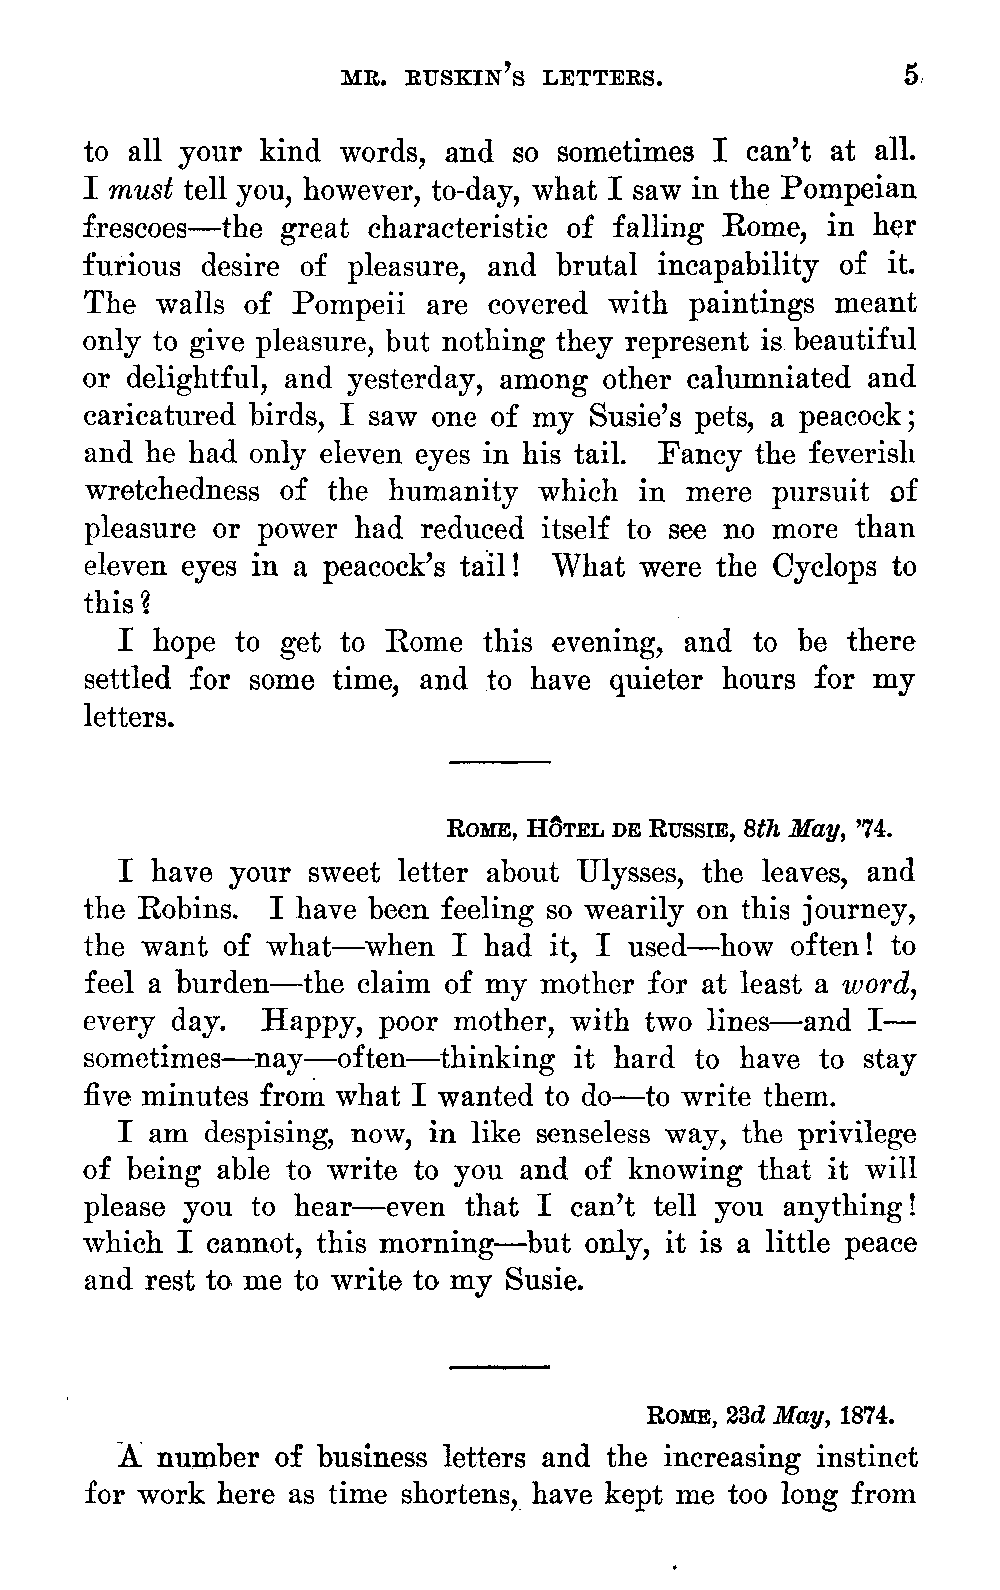 MR. RUSKIN'S LETTERS. 5
to all your kind words, and so sometimes I can't at all.
I must tell you, however, to-day, what I saw in the Pompeian
frescoes—the great characteristic of falling Rome, in her
furious desire of pleasure, and brutal incapability of it.
The walls of Pompeii are covered with paintings meant
only to give pleasure, but nothing they represent is beautiful
or delightful, and yesterday, among other calumniated and
caricatured birds, I saw one of my Susie's pets, a peacock;
and he had only eleven eyes in his tail. Fancy the feverish
wretchedness of the humanity which in mere pursuit of
pleasure or power had reduced itself to see no more than
eleven eyes in a peacock's tail! What were the Cyclops to
this?
I hope to get to Rome this evening, and to be there
settled for some time, and to have quieter hours for my
letters.
ROME, HÔTEL DE RUSSIE, 8th May, '74.
I have your sweet letter about Ulysses, the leaves, and
the Robins. I have been feeling so wearily on this journey,
the want of what—when I had it, I used—how often! to
feel a burden—the claim of my mother for at least a word,
every day. Happy, poor mother, with two lines—and I—
sometimes—nay—often—thinking it hard to have to stay
five minutes from what I wanted to do—to write them.
I am despising, now, in like senseless way, the privilege
of being able to write to you and of knowing that it will
please you to hear—even that I can't tell you anything!
which I cannot, this morning—but only, it is a little peace
and rest to me to write to my Susie.
ROME, 23d May, 1874.
A number of business letters and the increasing instinct
for work here as time shortens, have kept me too long from